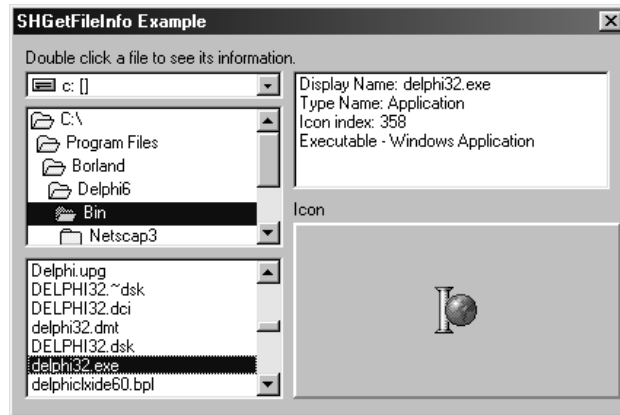 SHGetFileInfo Example
Double click a file to see its information.
c: []
C:\
Program Files
Borland
Delphi6
Bin
Netscap3
Delphi.upg
DELPHI32.~dsk
DELPHI32.dci
delphi32.dmt
DELPHI32.dsk
delphi32.exe
delphiclxide60.bpl
Display Name: delphi32.exe
Type Name: Application
Icon index: 358
Executable - Windows Application
Icon